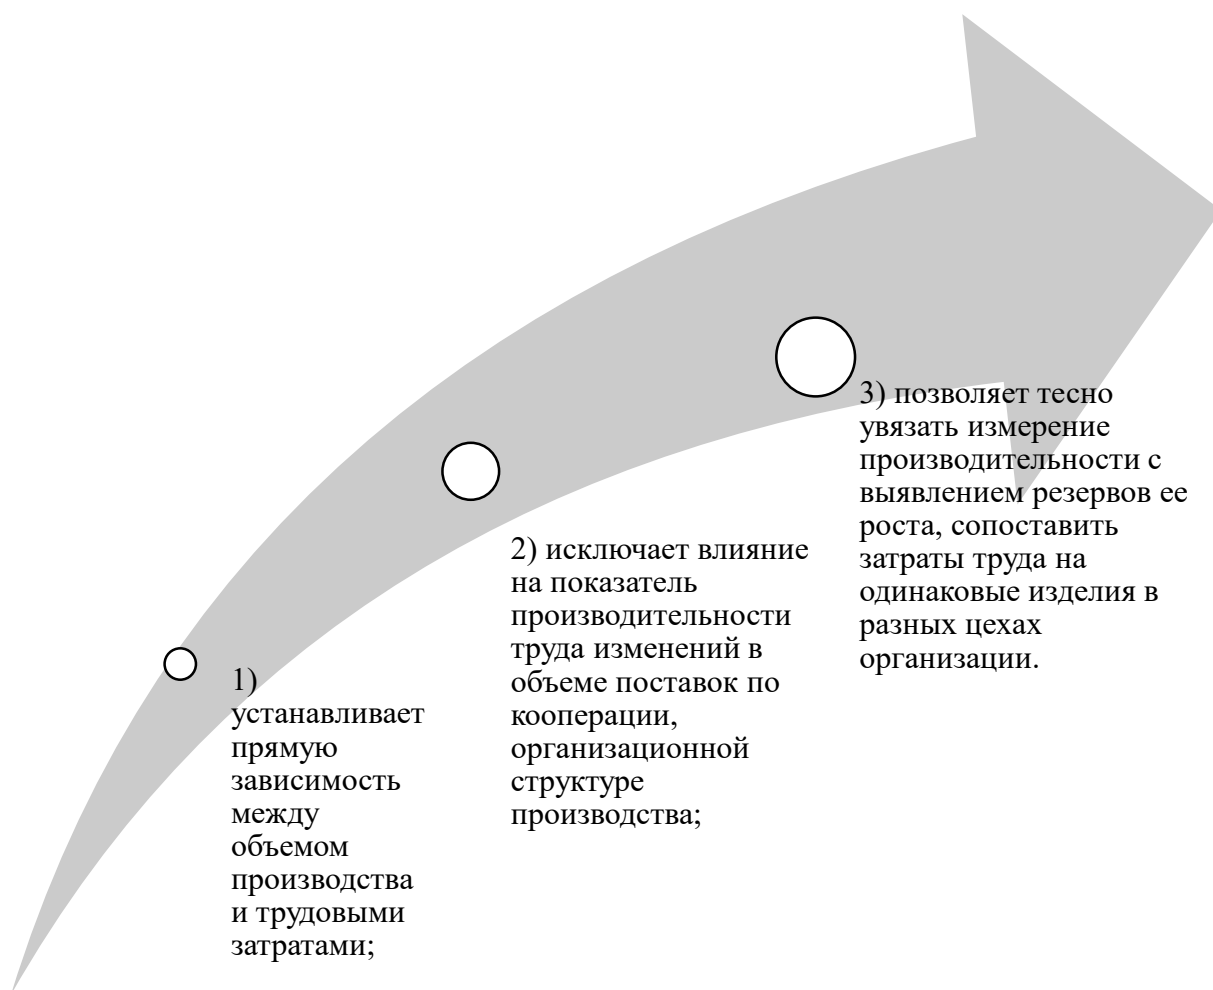 1)
устанавливает
прямую
зависимость
между
объемом
производства
и трудовыми
затратами;
2) исключает влияние
на показатель
производительности
труда изменений в
объеме поставок по
кооперации,
организационной
структуре
производства;
3) позволяет тесно
увязать измерение
производительности с
выявлением резервов ее
роста, сопоставить
затраты труда на
одинаковые изделия в
разных цехах
организации.